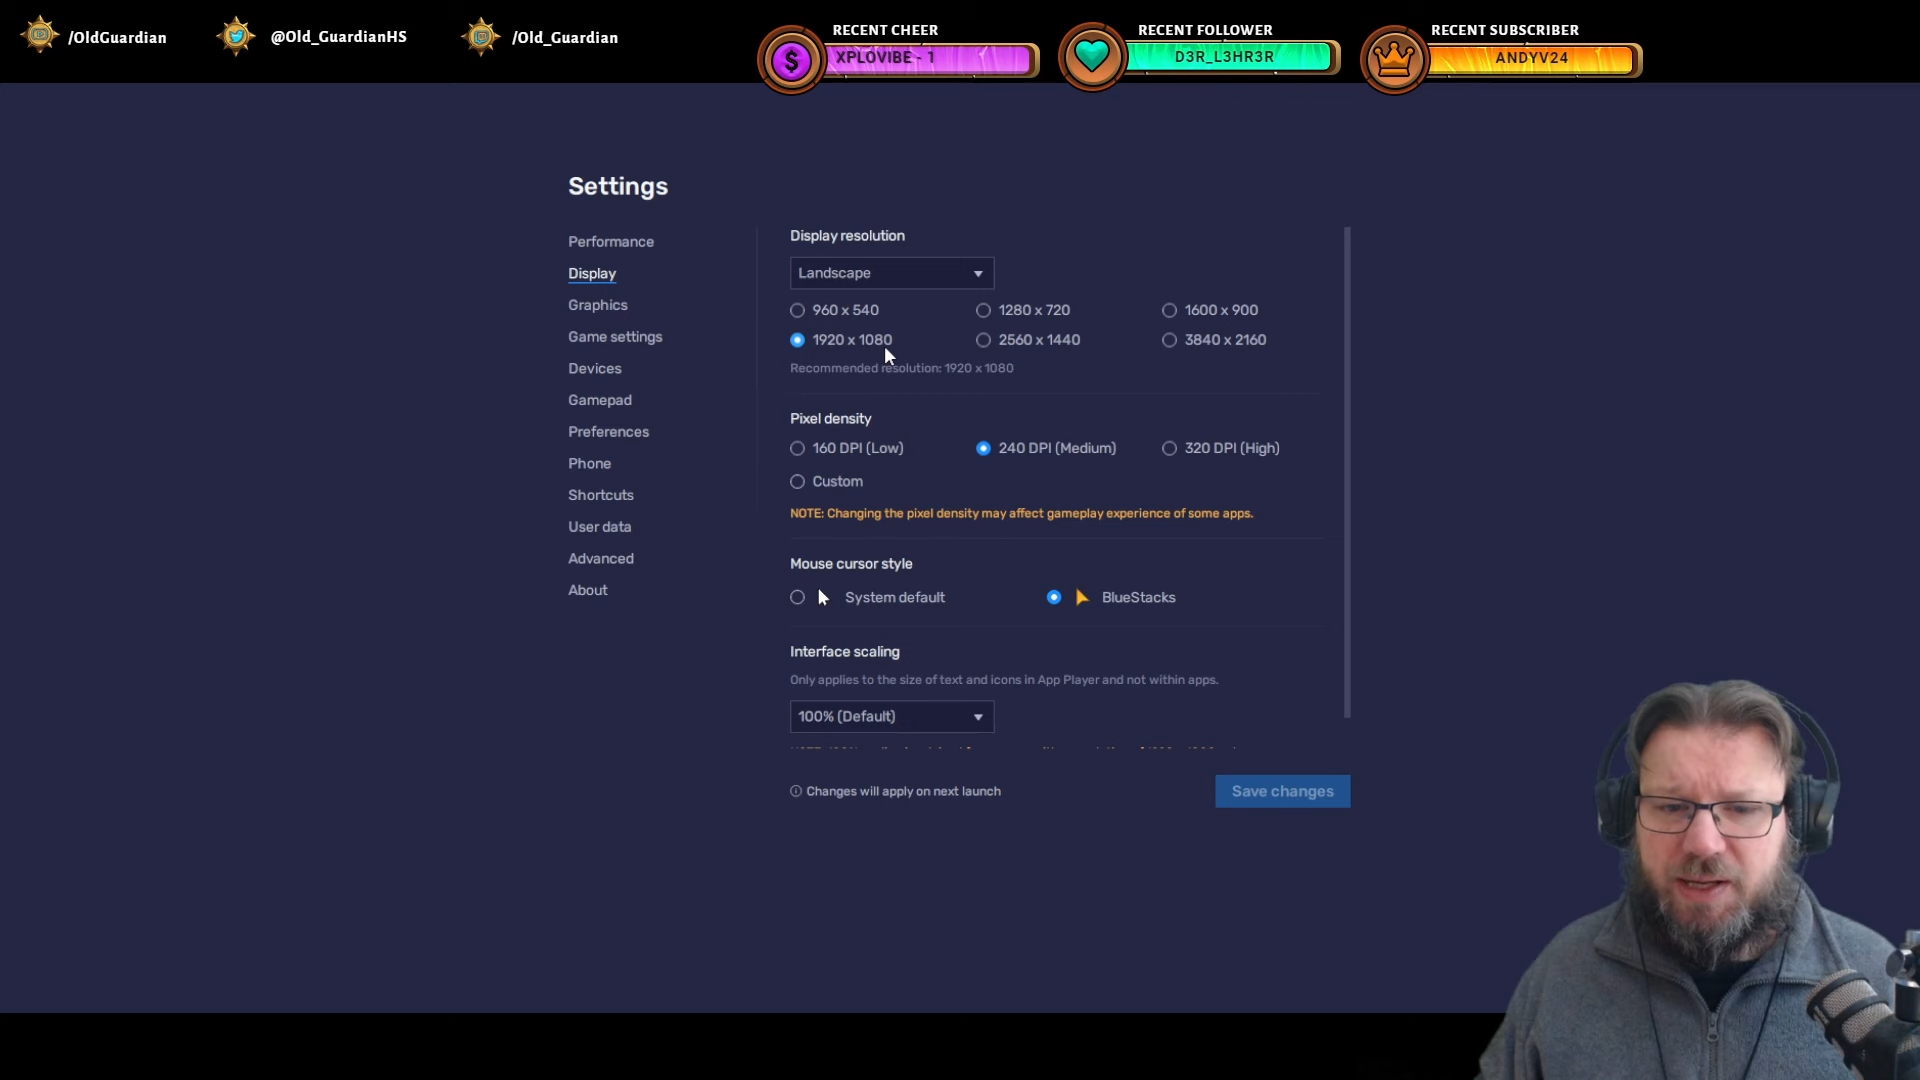 /OldGuardian
@Old_GuardianHS
/Old_Guardian
RECENT CHEER
XPLOVIBE - 1
RECENT FOLLOWER
D3R_L3HR3R
RECENT SUBSCRIBER
ANDYV24
Settings
Performance
Display
Graphics
Game settings
Devices
Gamepad
Preferences
Phone
Shortcuts
User data
Advanced
About
Display resolution
Landscape
960 x 540
1280 x 720
1600 x 900
1920 x 1080
2560 x 1440
3840 x 2160
Recommended resolution: 1920 x 1080
Pixel density
160 DPI (Low)
240 DPI (Medium)
320 DPI (High)
Custom
NOTE: Changing the pixel density may affect gameplay experience of some apps.
Mouse cursor style
System default
BlueStacks
Interface scaling
Only applies to the size of text and icons in App Player and not within apps.
100% (Default)
Changes will apply on next launch
Save changes